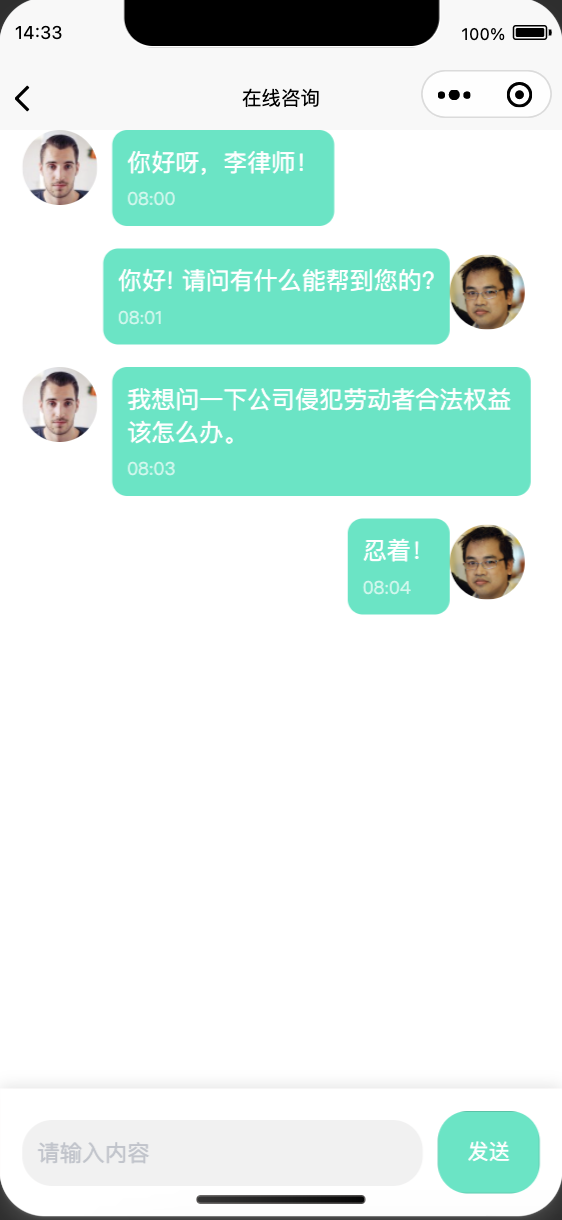 14:33
100%
在线咨询
你好呀，李律师！
08:00
你好! 请问有什么能帮到您的?
08:01
我想问一下公司侵犯劳动者合法权益
该怎么办。
08:03
忍着！
08:04
请输入内容
发送